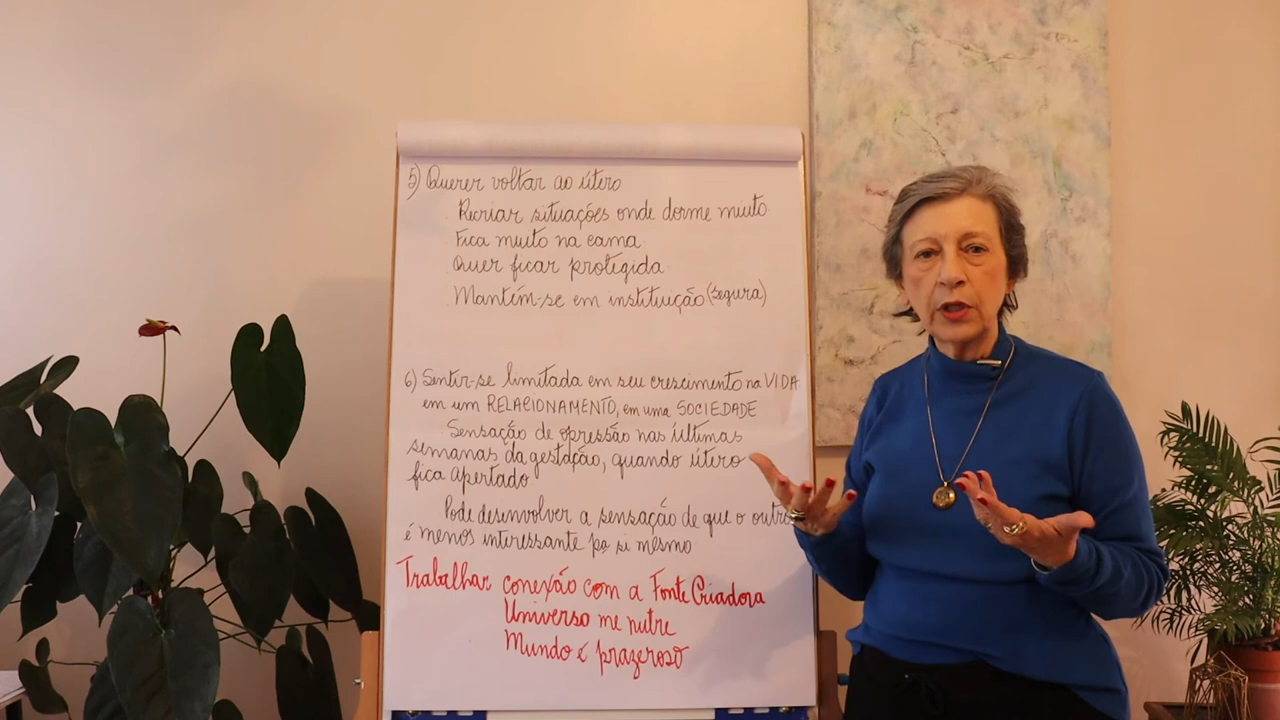 5) Querer voltar ao útero
. Recriar situações onde dorme muito
. Fica muito na cama
. Quer ficar protegida
. Mantém-se em instituição (segura)
6) Sentir-se limitada em seu crescimento na VIDA
em um RELACIONAMENTO, em uma SOCIEDADE
Sensação de opressão nas últimas
semanas da gestação, quando útero
fica apertado
Pode desenvolver a sensação de que o outro
é menos interessante pa si mesmo
Trabalhar conexão com a Fonte Criadora
Universo me nutre
Mundo é prazeroso